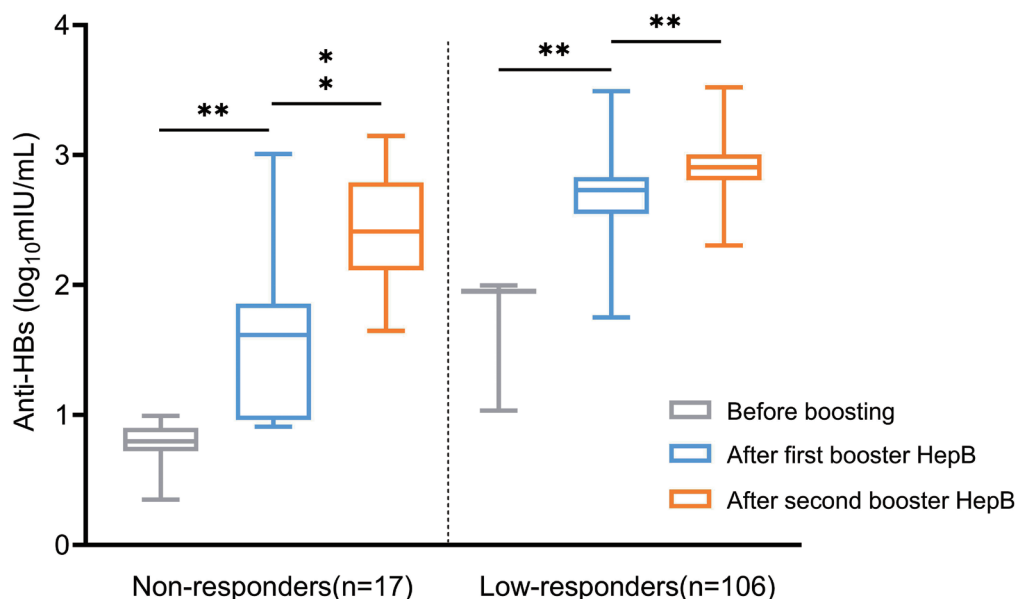 4
3
2
1
0
Anti-HBs (log10mIU/mL)
**
*
*
**
**
Before boosting
After first booster HepB
After second booster HepB
Non-responders(n=17)
Low-responders(n=106)